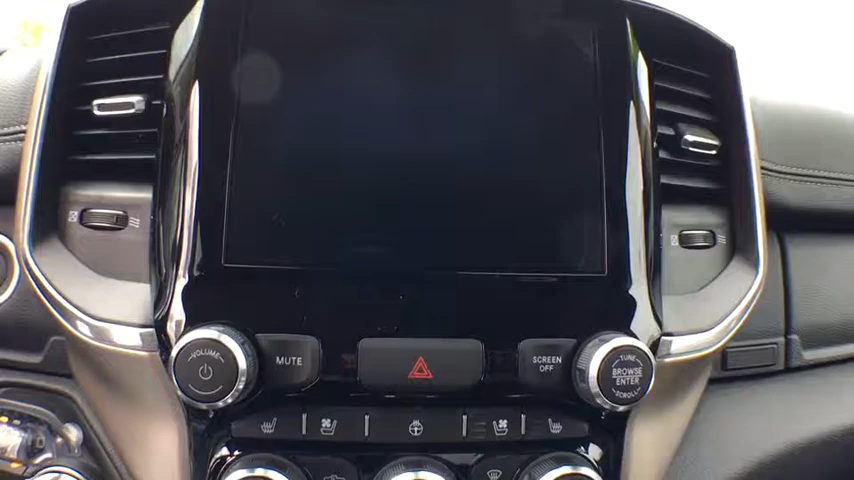 VOLUME
MUTE
SCREEN
OFF
TUNE
BROWSE
ENTER
SCROLL